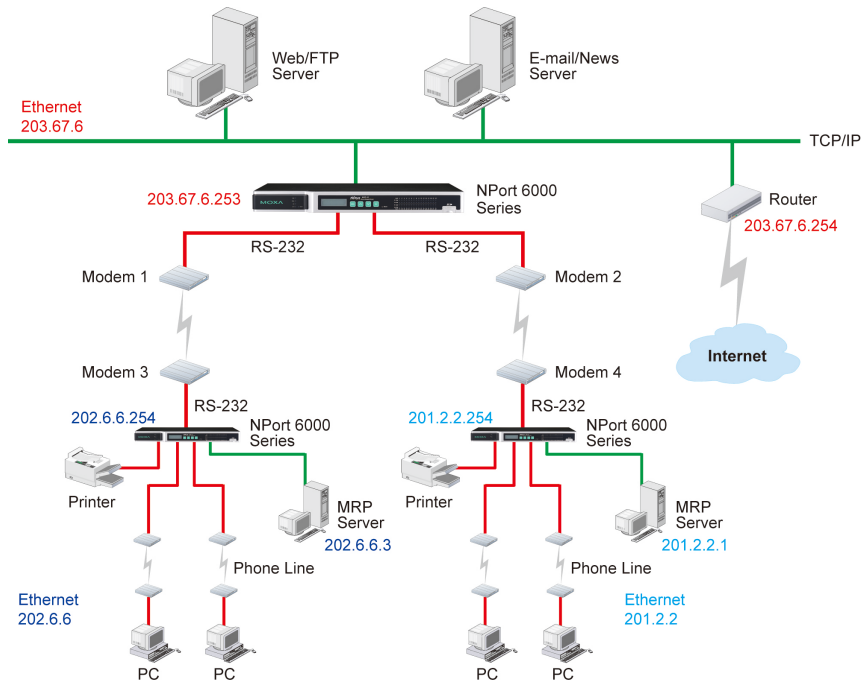 Web/FTP
Server
E-mail/News
Server
Ethernet
203.67.6
TCP/IP
203.67.6.253
MOXA
NPort 6000
Series
Router
203.67.6.254
RS-232
RS-232
Modem 1
Modem 2
Internet
Modem 3
Modem 4
RS-232
RS-232
202.6.6.254
NPort 6000
Series
201.2.2.254
NPort 6000
Series
Printer
MRP
Server
202.6.6.3
Printer
MRP
Server
201.2.2.1
Phone Line
Phone Line
Ethernet
202.6.6
Ethernet
201.2.2
PC
PC
PC
PC